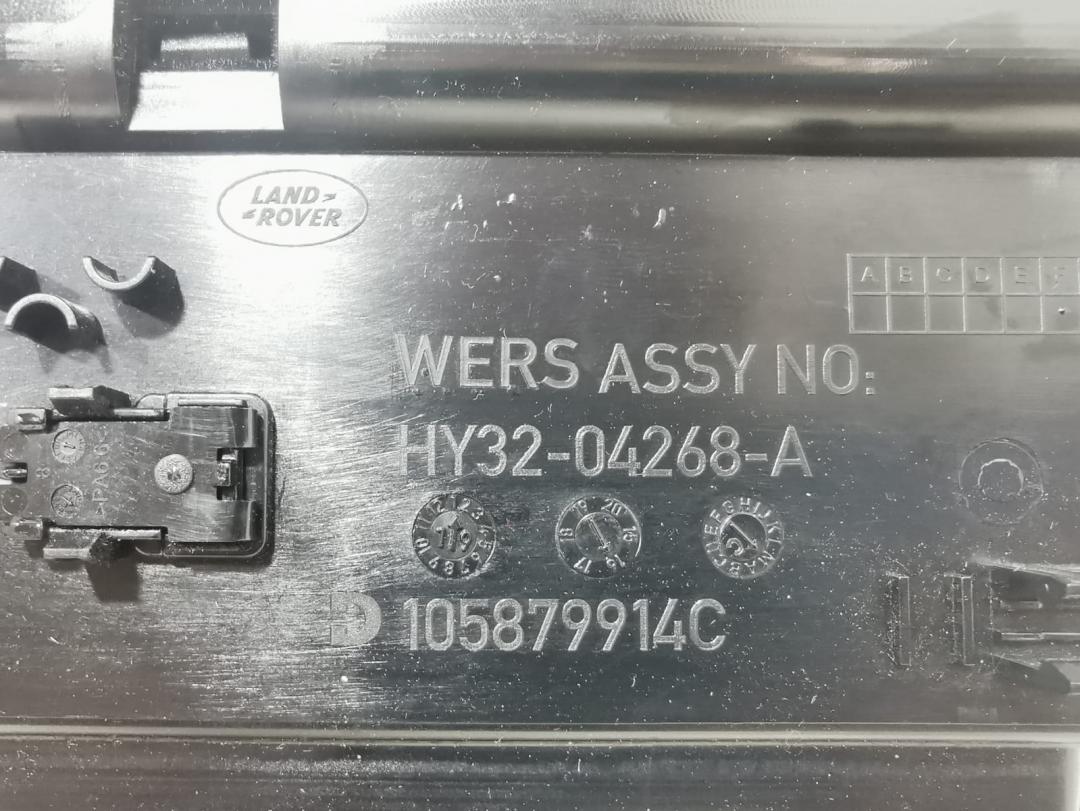 LAND
ROVER
A B C D E F
WERS ASSY NO:
HY32-04268-A
105879914C